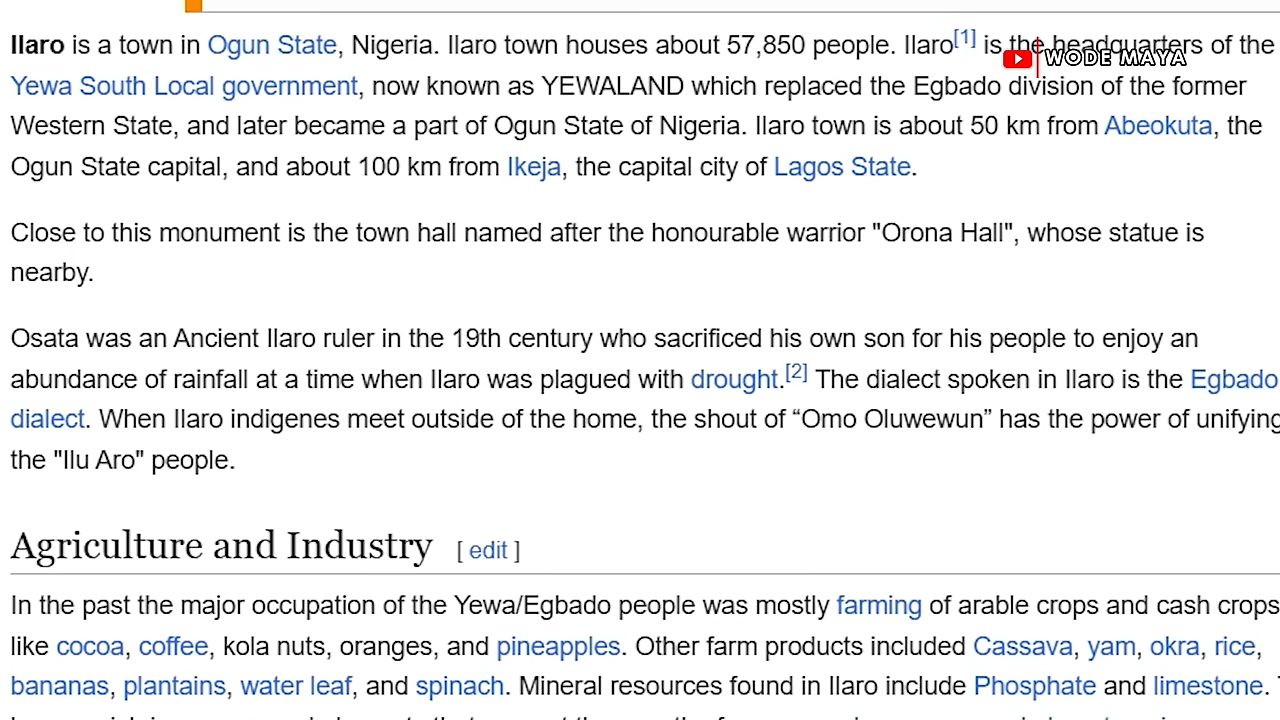 Ilaro is a town in Ogun State, Nigeria. Ilaro town houses about 57,850 people. Ilaro[1] is the headquarters of the
WODE MAYA
Yewa South Local government, now known as YEWALAND which replaced the Egbado division of the former
Western State, and later became a part of Ogun State of Nigeria. Ilaro town is about 50 km from Abeokuta, the
Ogun State capital, and about 100 km from Ikeja, the capital city of Lagos State.
Close to this monument is the town hall named after the honourable warrior "Orona Hall", whose statue is
nearby.
Osata was an Ancient Ilaro ruler in the 19th century who sacrificed his own son for his people to enjoy an
abundance of rainfall at a time when Ilaro was plagued with drought.[2] The dialect spoken in Ilaro is the Egbado
dialect. When Ilaro indigenes meet outside of the home, the shout of “Omo Oluwewun” has the power of unifying
the "Ilu Aro" people.
Agriculture and Industry [ edit ]
In the past the major occupation of the Yewa/Egbado people was mostly farming of arable crops and cash crops
like cocoa, coffee, kola nuts, oranges, and pineapples. Other farm products included Cassava, yam, okra, rice,
bananas, plantains, water leaf, and spinach. Mineral resources found in Ilaro include Phosphate and limestone.